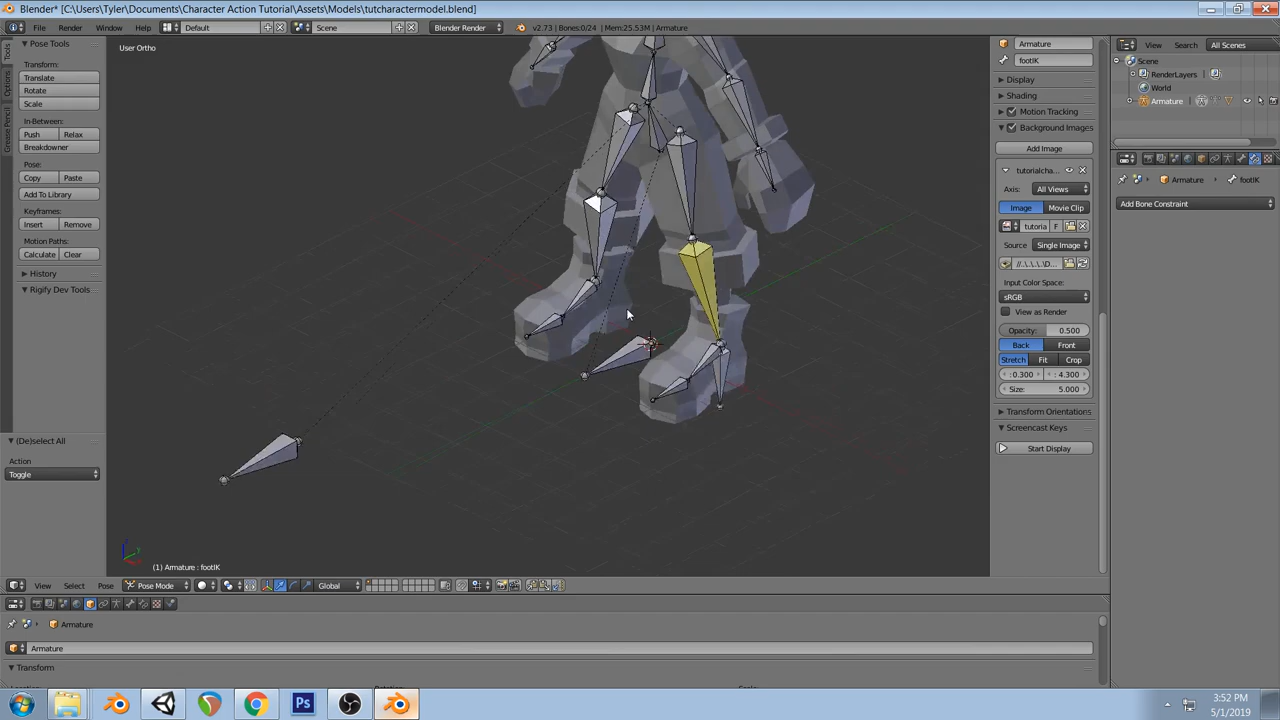 Blender* [C:\Users\Tyler\Documents\Character Action Tutorial\Assets\Models\tutcharactermodel.blend]
File Render Window Help Default Scene Blender Render v2.73 | Bones:0/24 | Mem:25.53M | Armature
Tools
Options
Grease Pencil
Pose Tools
Transform:
Translate
Rotate
Scale
In-Between:
Push Relax
Breakdowner
Pose:
Copy Paste
Add To Library
Keyframes:
Insert Remove
Motion Paths:
Calculate Clear
History
Rigify Dev Tools
(De)select All
Action
Toggle
User Ortho
(1) Armature : footIK
View Select Pose Pose Mode Global
Armature
footIK
Display
Shading
Motion Tracking
Background Images
Add Image
tutorialcha...
Axis: All Views
Image Movie Clip
tutoria F
Source Single Image
//..\..\..\..\D...
Input Color Space:
sRGB
View as Render
Opacity: 0.500
Back Front
Stretch Fit Crop
: 0.300 : 4.300
Size: 5.000
Transform Orientations
Screencast Keys
Start Display
View Search All Scenes
Scene
RenderLayers
World
Armature
Armature footIK
Add Bone Constraint
Armature
Armature
Transform
Ps
3:52 PM
5/1/2019